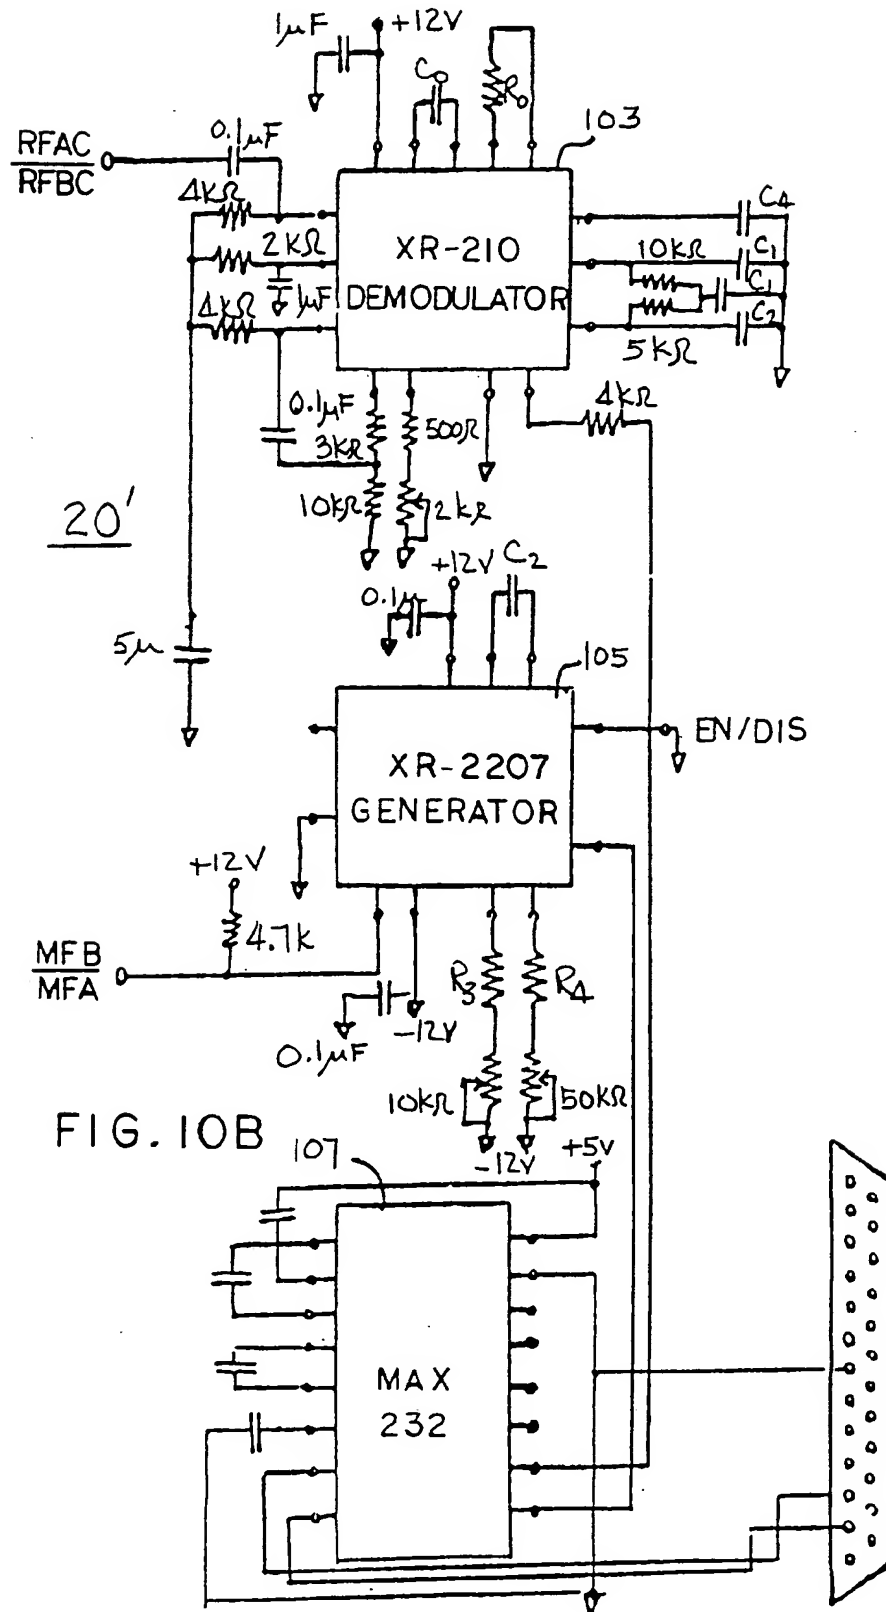 1μF
+12V
C0
R0
103
RFAC
RFBC
0.1μF
4KΩ
2KΩ
1μF
4KΩ
XR-210
DEMODULATOR
C4
10KΩ
C1
C1
C2
5KΩ
0.1μF
3KΩ
500Ω
4KΩ
10KΩ
2KΩ
20'
+12V
C2
0.1μ
5μ
105
XR-2207
GENERATOR
EN/DIS
+12V
4.7K
MFB
MFA
0.1μF
-12V
R3
R4
10KΩ
50KΩ
-12V
+5V
FIG. 10B
107
MAX
232